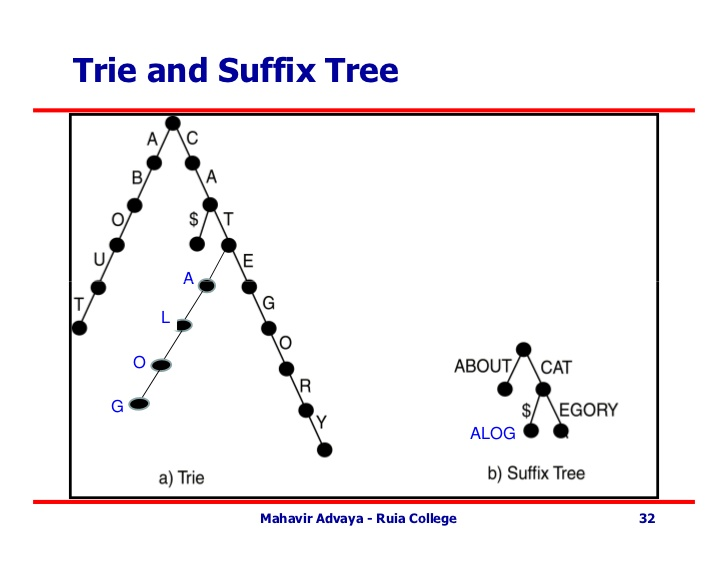 Trie and Suffix Tree
A C
B A
O $ T
U A E
T L G
O O
G R
Y
ABOUT CAT
$ EGORY
ALOG
a) Trie
b) Suffix Tree
Mahavir Advaya - Ruia College 32